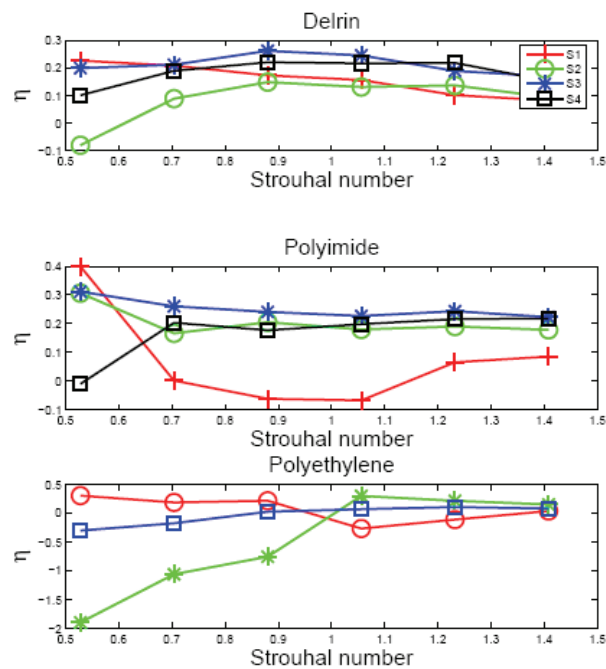 Delrin
0.3
0.2
0.1
0
−0.1
η
S1
S2
S3
S4
0.5 0.6 0.7 0.8 0.9 1 1.1 1.2 1.3 1.4 1.5
Strouhal number
Polyimide
0.4
0.3
0.2
0.1
0
−0.1
η
0.5 0.6 0.7 0.8 0.9 1 1.1 1.2 1.3 1.4 1.5
Strouhal number
Polyethylene
0.5
0
−0.5
−1
−1.5
−2
η
0.5 0.6 0.7 0.8 0.9 1 1.1 1.2 1.3 1.4 1.5
Strouhal number